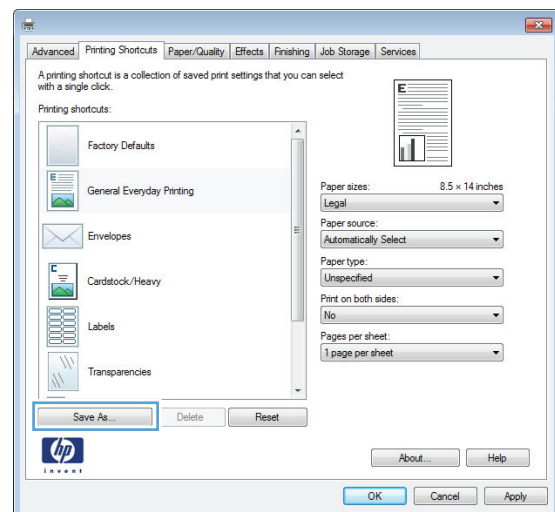 Advanced Printing Shortcuts Paper/Quality Effects Finishing Job Storage Services
A printing shortcut is a collection of saved print settings that you can select
with a single click.
Printing shortcuts:
Factory Defaults
General Everyday Printing
Envelopes
Cardstock/Heavy
Labels
Transparencies
Save As... Delete Reset
E
Paper sizes: 8.5 × 14 inches
Legal
Paper source:
Automatically Select
Paper type:
Unspecified
Print on both sides:
No
Pages per sheet:
1 page per sheet
hp
invent
About... Help
OK Cancel Apply